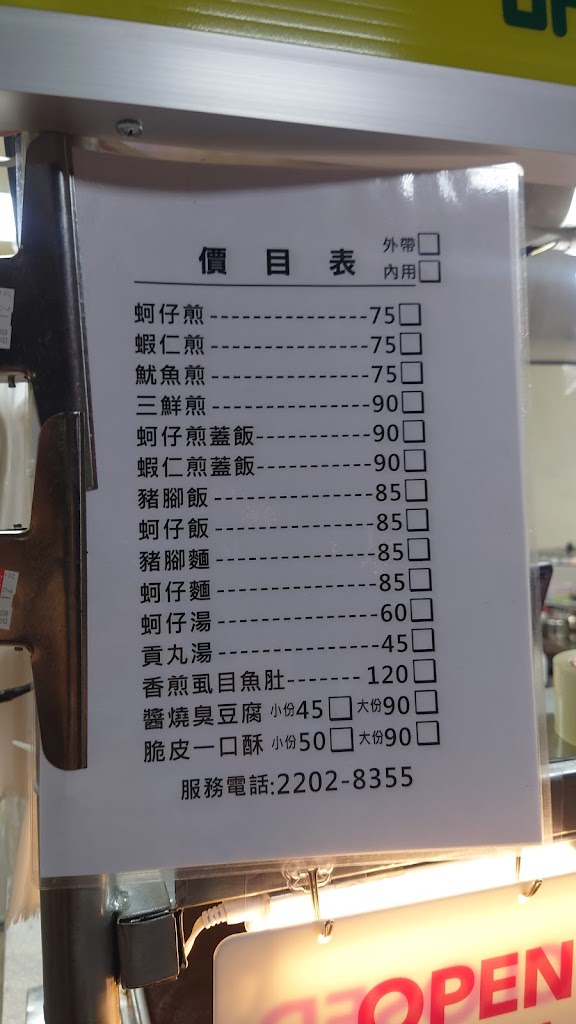 價目表 外帶□
內用□
蚵仔煎---------------75□
蝦仁煎---------------75□
魷魚煎---------------75□
三鮮煎---------------90□
蚵仔煎蓋飯-----------90□
蝦仁煎蓋飯-----------90□
豬腳飯---------------85□
蚵仔飯---------------85□
豬腳麵---------------85□
蚵仔麵---------------85□
蚵仔湯---------------60□
貢丸湯---------------45□
香煎虱目魚肚-------120□
醬燒臭豆腐 小份45□ 大份90□
脆皮一口酥 小份50□ 大份90□
服務電話:2202-8355
OPEN